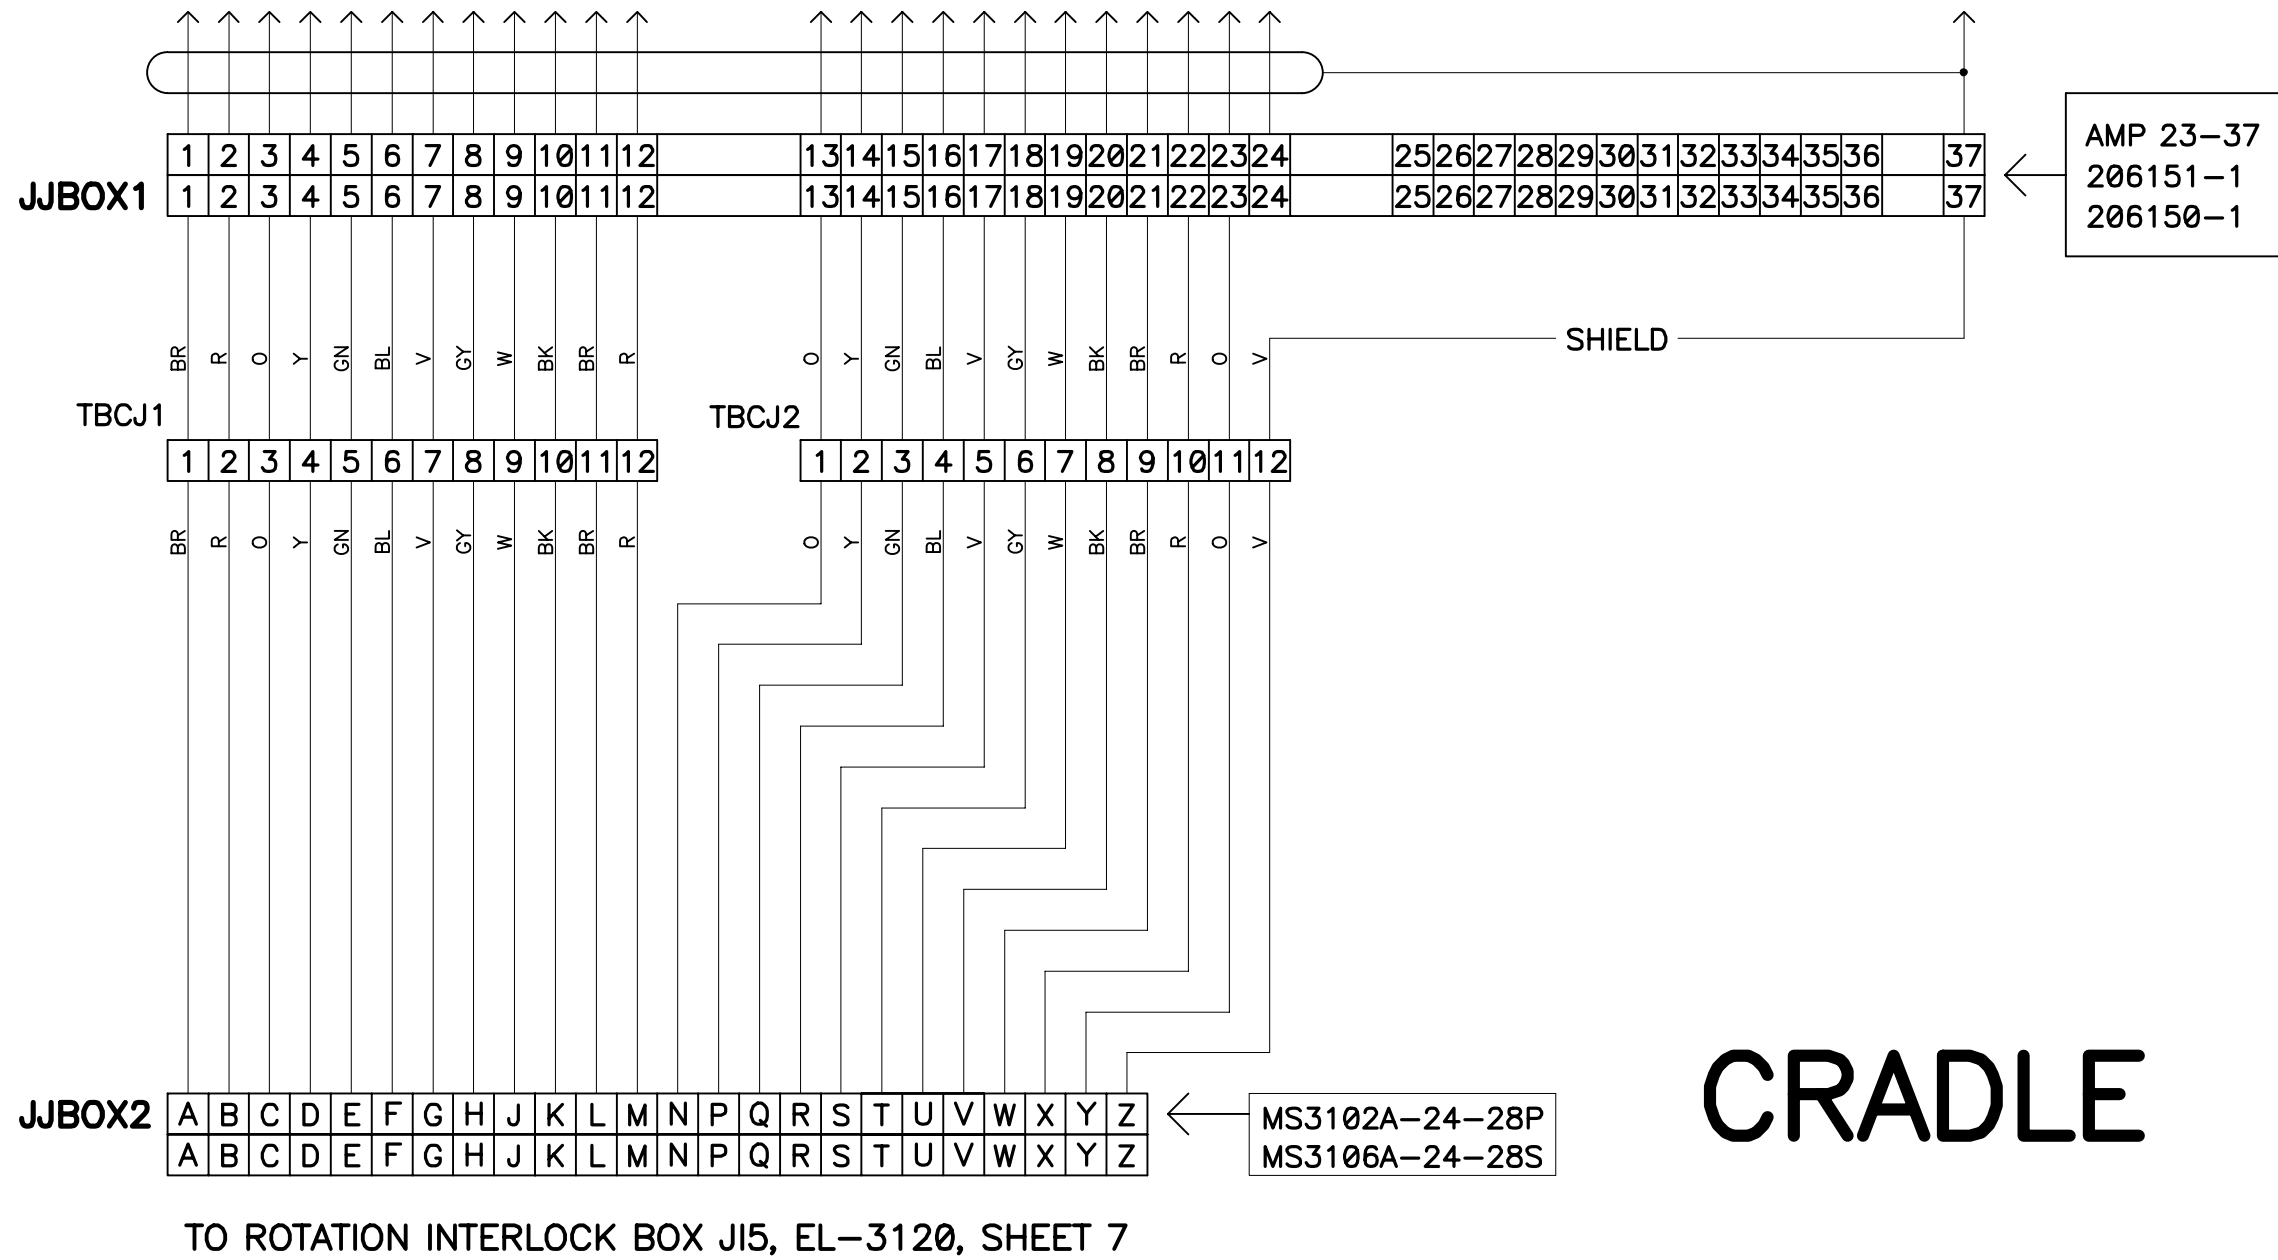 1 2 3 4 5 6 7 8 9 10 11 12 13 14 15 16 17 18 19 20 21 22 23 24 25 26 27 28 29 30 31 32 33 34 35 36 37
JJBOX1 1 2 3 4 5 6 7 8 9 10 11 12 13 14 15 16 17 18 19 20 21 22 23 24 25 26 27 28 29 30 31 32 33 34 35 36 37
AMP 23-37
206151-1
206150-1
SHIELD
BR R O Y GN BL V GY W BK BR R O Y GN BL V GY W BK BR R O V
TBCJ1 TBCJ2
1 2 3 4 5 6 7 8 9 10 11 12 1 2 3 4 5 6 7 8 9 10 11 12
BR R O Y GN BL V GY W BK BR R O Y GN BL V GY W BK BR R O V
CRADLE
JJBOX2 A B C D E F G H J K L M N P Q R S T U V W X Y Z
A B C D E F G H J K L M N P Q R S T U V W X Y Z
MS3102A-24-28P
MS3106A-24-28S
TO ROTATION INTERLOCK BOX JI5, EL-3120, SHEET 7